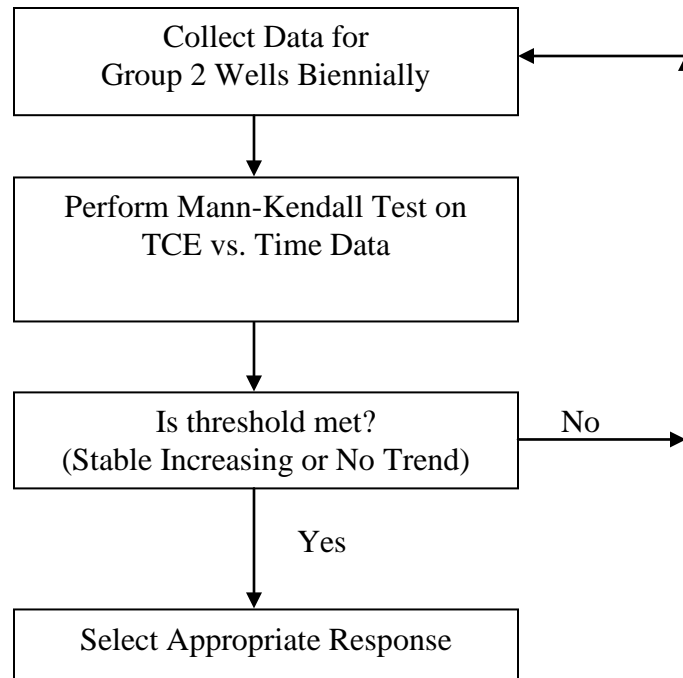 Collect Data for
Group 2 Wells Biennially
Perform Mann-Kendall Test on
TCE vs. Time Data
Is threshold met?
(Stable Increasing or No Trend)
No
Yes
Select Appropriate Response